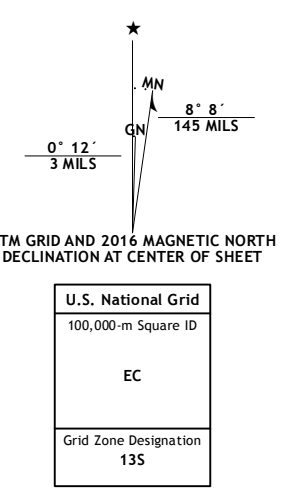 ★
MN
8° 8´
145 MILS
GN
0° 12´
3 MILS
TM GRID AND 2016 MAGNETIC NORTH
DECLINATION AT CENTER OF SHEET
U.S. National Grid
100,000-m Square ID
EC
Grid Zone Designation
13S